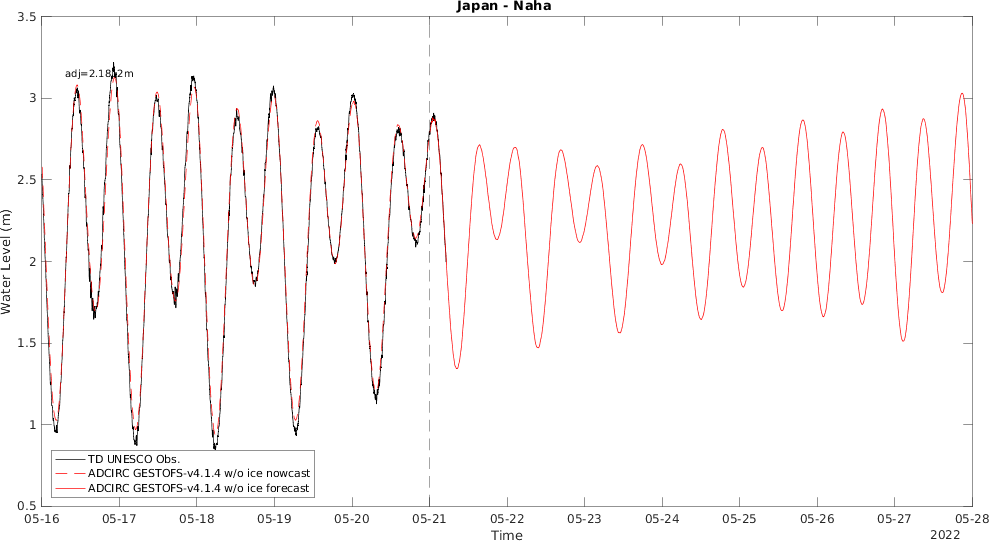 Japan - Naha
3.5
3
2.5
2
1.5
1
0.5
Water Level (m)
TD UNESCO Obs.
ADCIRC GESTOFS-v4.1.4 w/o ice nowcast
ADCIRC GESTOFS-v4.1.4 w/o ice forecast
05-16 05-17 05-18 05-19 05-20 05-21 05-22 05-23 05-24 05-25 05-26 05-27 05-28
Time
2022